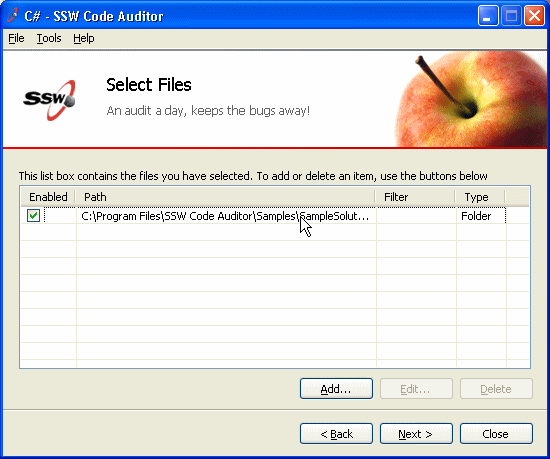 C# - SSW Code Auditor
File Tools Help
SSW
Select Files
An audit a day, keeps the bugs away!
This list box contains the files you have selected. To add or delete an item, use the buttons below
Enabled Path Filter Type
C:\Program Files\SSW Code Auditor\Samples\SampleSolut... Folder
Add... Edit... Delete
< Back Next > Close